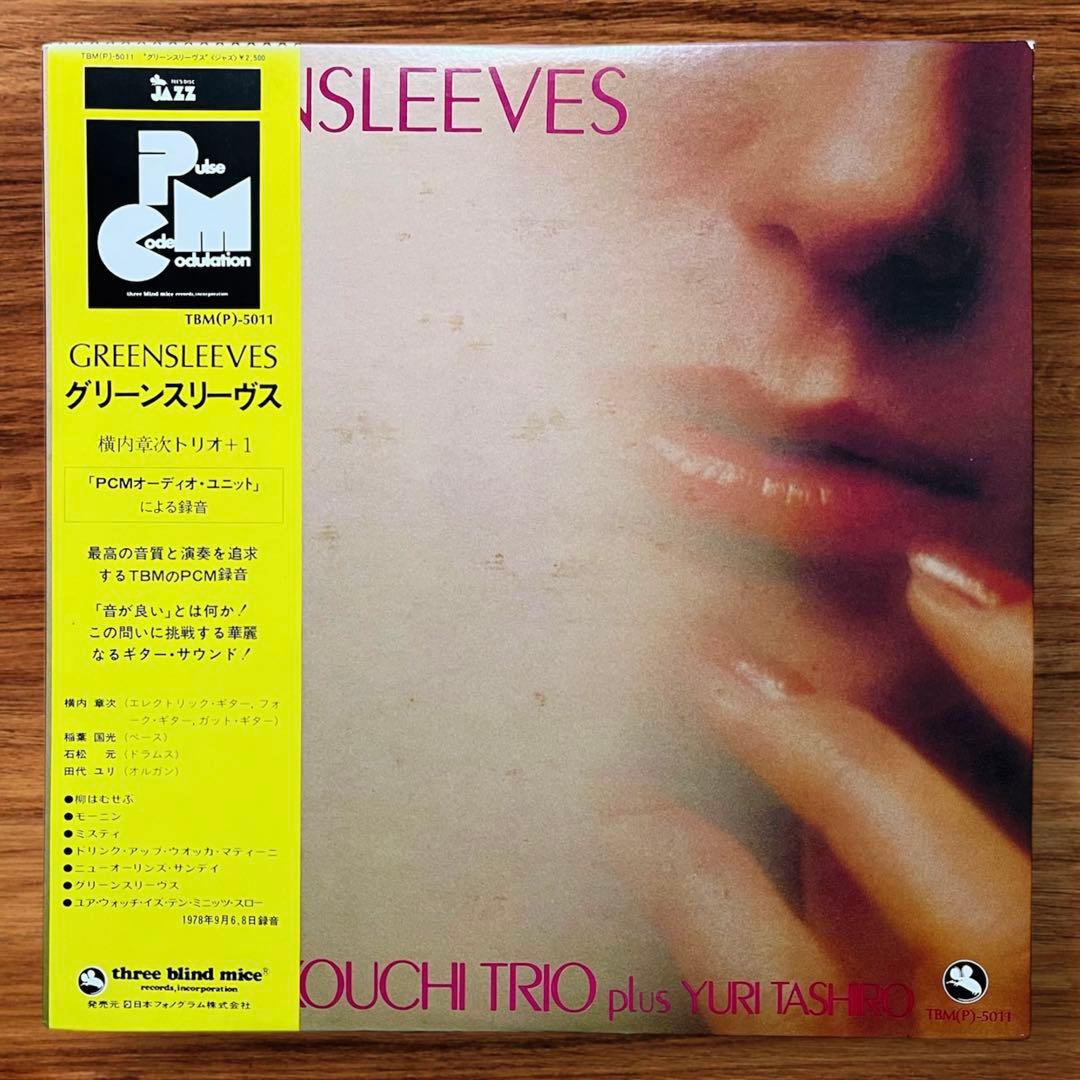 TBM(P)-5011 "グリーンスリーヴス"〈ジャズ〉¥2,500
TEE'S DISC
JAZZ
Pulse
Code
Modulation
three blind mice records, incorporation
TBM(P)-5011
GREENSLEEVES
グリーンスリーヴス
横内章次トリオ+1
「PCMオーディオ・ユニット」
による録音
最高の音質と演奏を追求
するTBMのPCM録音
「音が良い」とは何か!
この問いに挑戦する華麗
なるギター・サウンド!
横内 章次(エレクトリック・ギター, フォ
ーク・ギター, ガット・ギター)
稲葉 国光(ベース)
石松 元(ドラムス)
田代 ユリ(オルガン)
●柳はむせぶ
●モーニン
●ミスティ
●ドリンク・アップ・ウオッカ・マティーニ
●ニューオーリンズ・サンデイ
●グリーンスリーヴス
●ユア・ウォッチ・イズ・テン・ミニッツ・スロー
1978年9月6,8日録音
three blind mice®
records, incorporation
発売元 日本フォノグラム株式会社
NSLEEVES
KOUCHI TRIO plus YURI TASHIRO
TBM(P)-5011